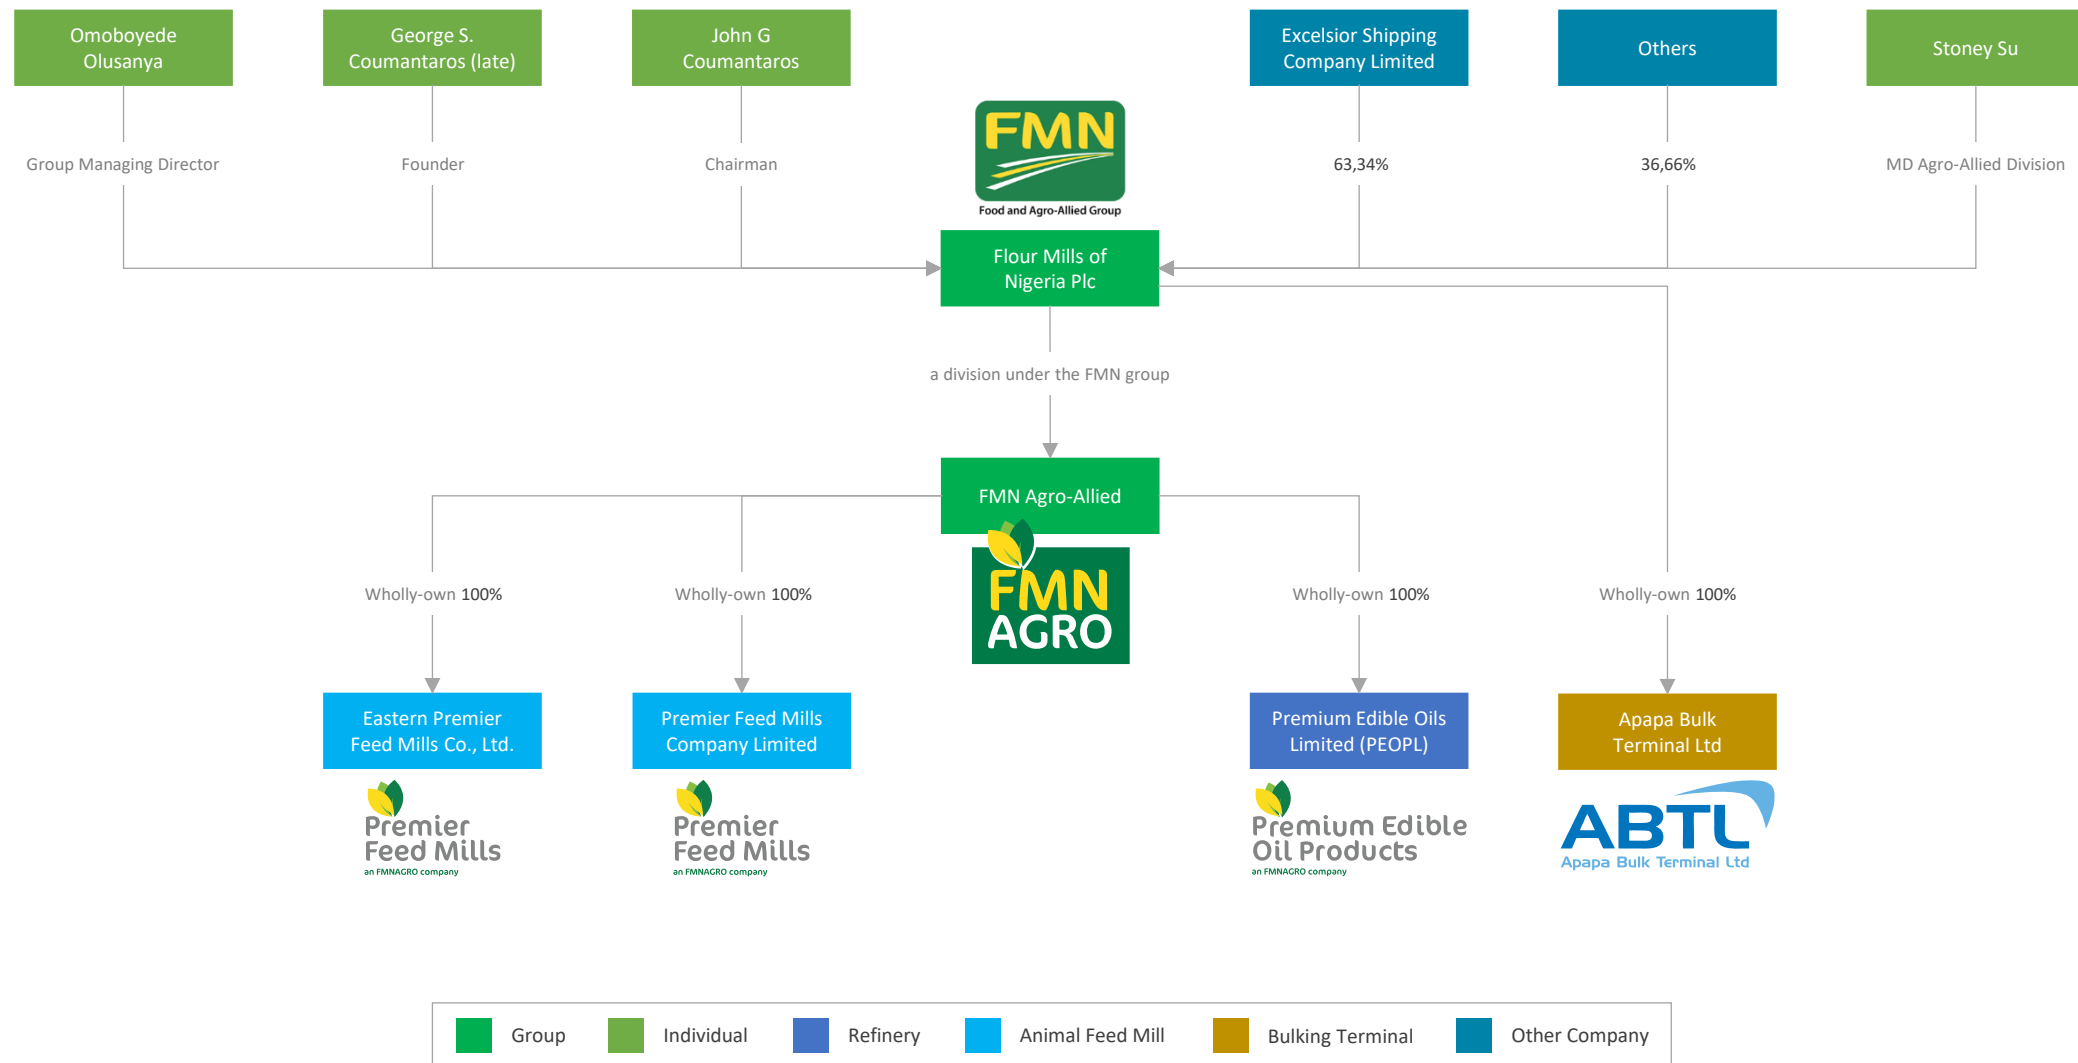 Omoboyede
Olusanya
George S.
Coumantaros (late)
John G
Coumantaros
Excelsior Shipping
Company Limited
Others
Stoney Su
Group Managing Director
Founder
Chairman
FMN
Food and Agro-Allied Group
63,34%
36,66%
MD Agro-Allied Division
Flour Mills of
Nigeria Plc
a division under the FMN group
FMN Agro-Allied
FMN
AGRO
Wholly-own 100%
Wholly-own 100%
Wholly-own 100%
Wholly-own 100%
Eastern Premier
Feed Mills Co., Ltd.
Premier Feed Mills
Company Limited
Premium Edible Oils
Limited (PEOPL)
Apapa Bulk
Terminal Ltd
Premier
Feed Mills
an FMNAGRO company
Premier
Feed Mills
an FMNAGRO company
Premium Edible
Oil Products
an FMNAGRO company
ABTL
Apapa Bulk Terminal Ltd
Group
Individual
Refinery
Animal Feed Mill
Bulking Terminal
Other Company